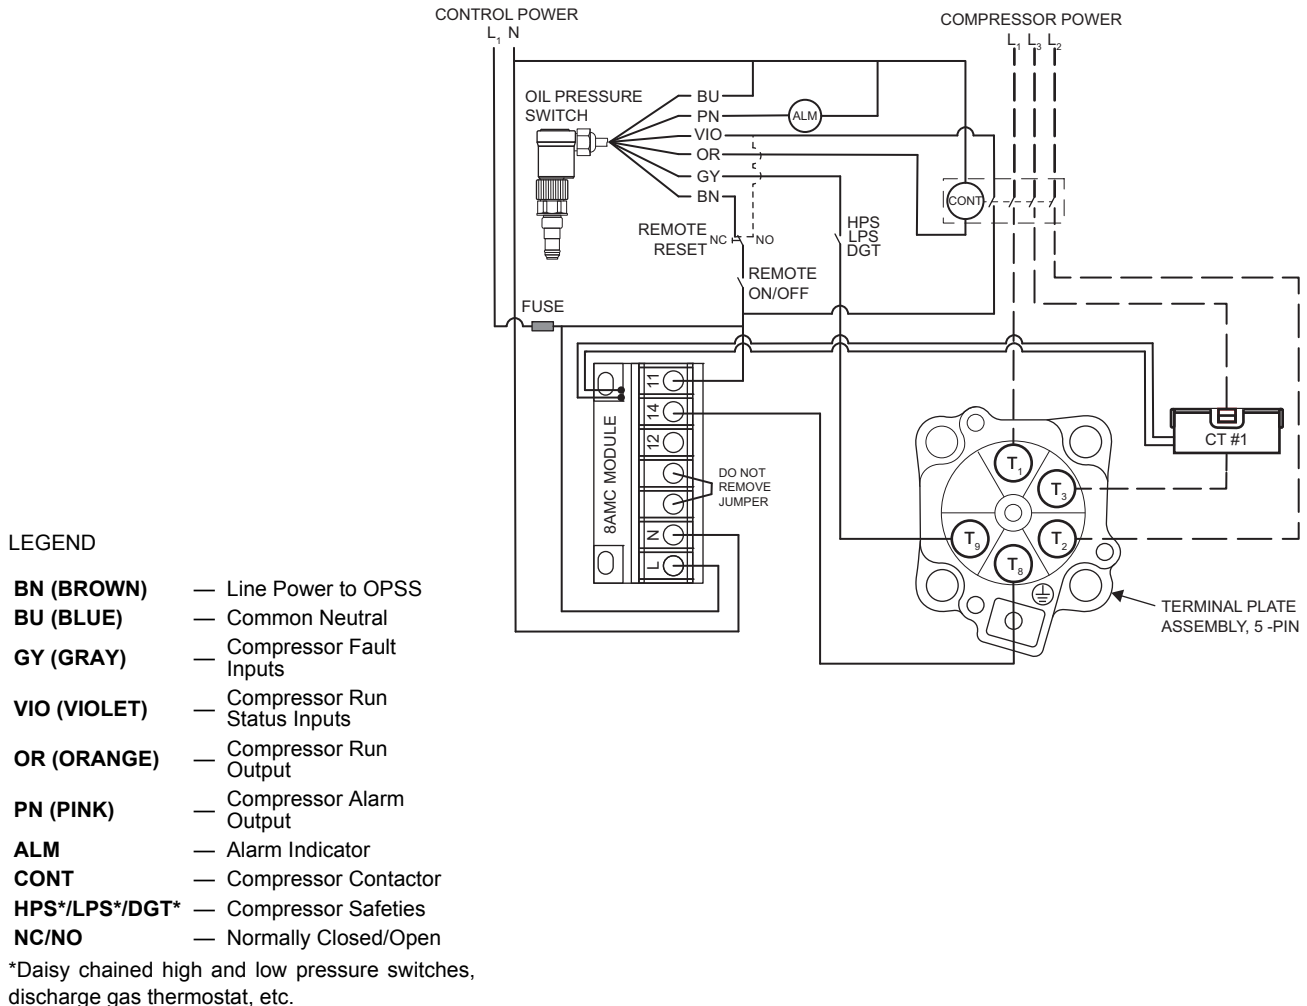 CONTROL POWER
L1 N
COMPRESSOR POWER
L1 L3 L2
OIL PRESSURE
SWITCH
BU
PN
ALM
VIO
OR
GY
BN
CONT
REMOTE
RESET
NC
NO
HPS
LPS
DGT
REMOTE
ON/OFF
FUSE
8AMC MODULE
11
14
12
N
L
DO NOT
REMOVE
JUMPER
CT #1
T1
T3
T2
T8
T9
TERMINAL PLATE
ASSEMBLY, 5 -PIN
LEGEND
BN (BROWN) — Line Power to OPSS
BU (BLUE) — Common Neutral
GY (GRAY) — Compressor Fault
Inputs
VIO (VIOLET) — Compressor Run
Status Inputs
OR (ORANGE) — Compressor Run
Output
PN (PINK) — Compressor Alarm
Output
ALM — Alarm Indicator
CONT — Compressor Contactor
HPS*/LPS*/DGT* — Compressor Safeties
NC/NO — Normally Closed/Open
*Daisy chained high and low pressure switches,
discharge gas thermostat, etc.